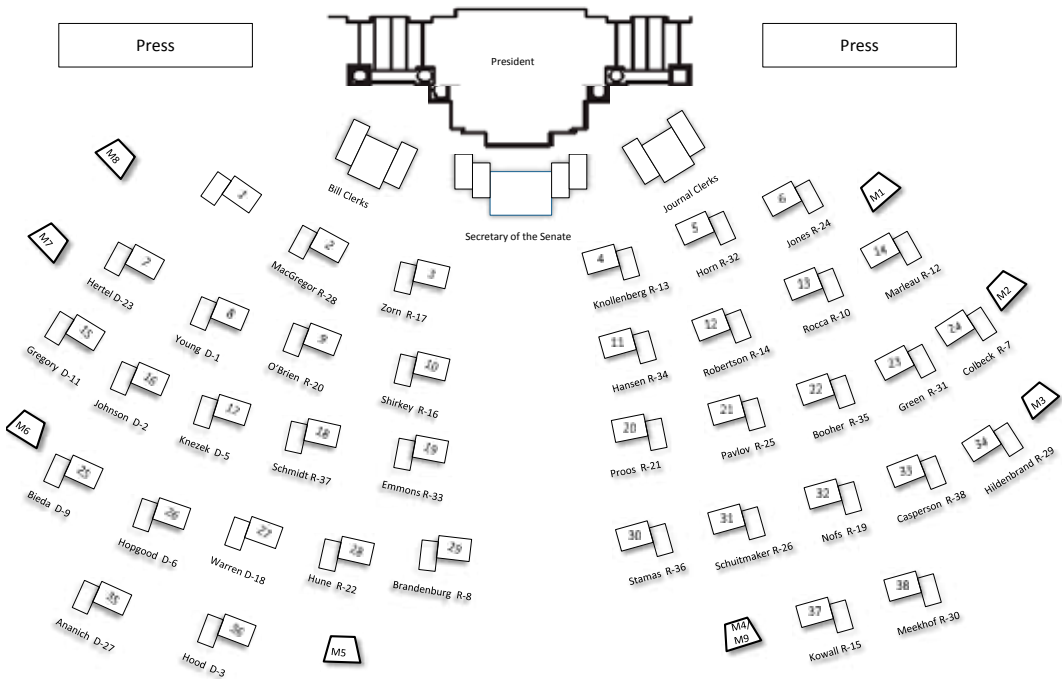 Press
President
Press
M8
1
Bill Clerks
Secretary of the Senate
Journal Clerks
6
Jones R-24
M1
M7
2
Hertel D-23
2
MacGregor R-28
3
Zorn R-17
4
Knollenberg R-13
5
Horn R-32
14
Marleau R-12
13
Rocca R-10
M2
15
Gregory D-11
8
Young D-1
9
O'Brien R-20
10
Shirkey R-16
11
Hansen R-34
12
Robertson R-14
23
Green R-31
24
Colbeck R-7
M6
16
Johnson D-2
17
Knezek D-5
18
Schmidt R-37
19
Emmons R-33
20
Proos R-21
21
Pavlov R-25
22
Booher R-35
M3
25
Bieda D-9
26
Hopgood D-6
27
Warren D-18
28
Hune R-22
29
Brandenburg R-8
30
Stamas R-36
31
Schuitmaker R-26
32
Nofs R-19
33
Casperson R-38
34
Hildenbrand R-29
35
Ananich D-27
36
Hood D-3
M5
M4/
M9
37
Kowall R-15
38
Meekhof R-30